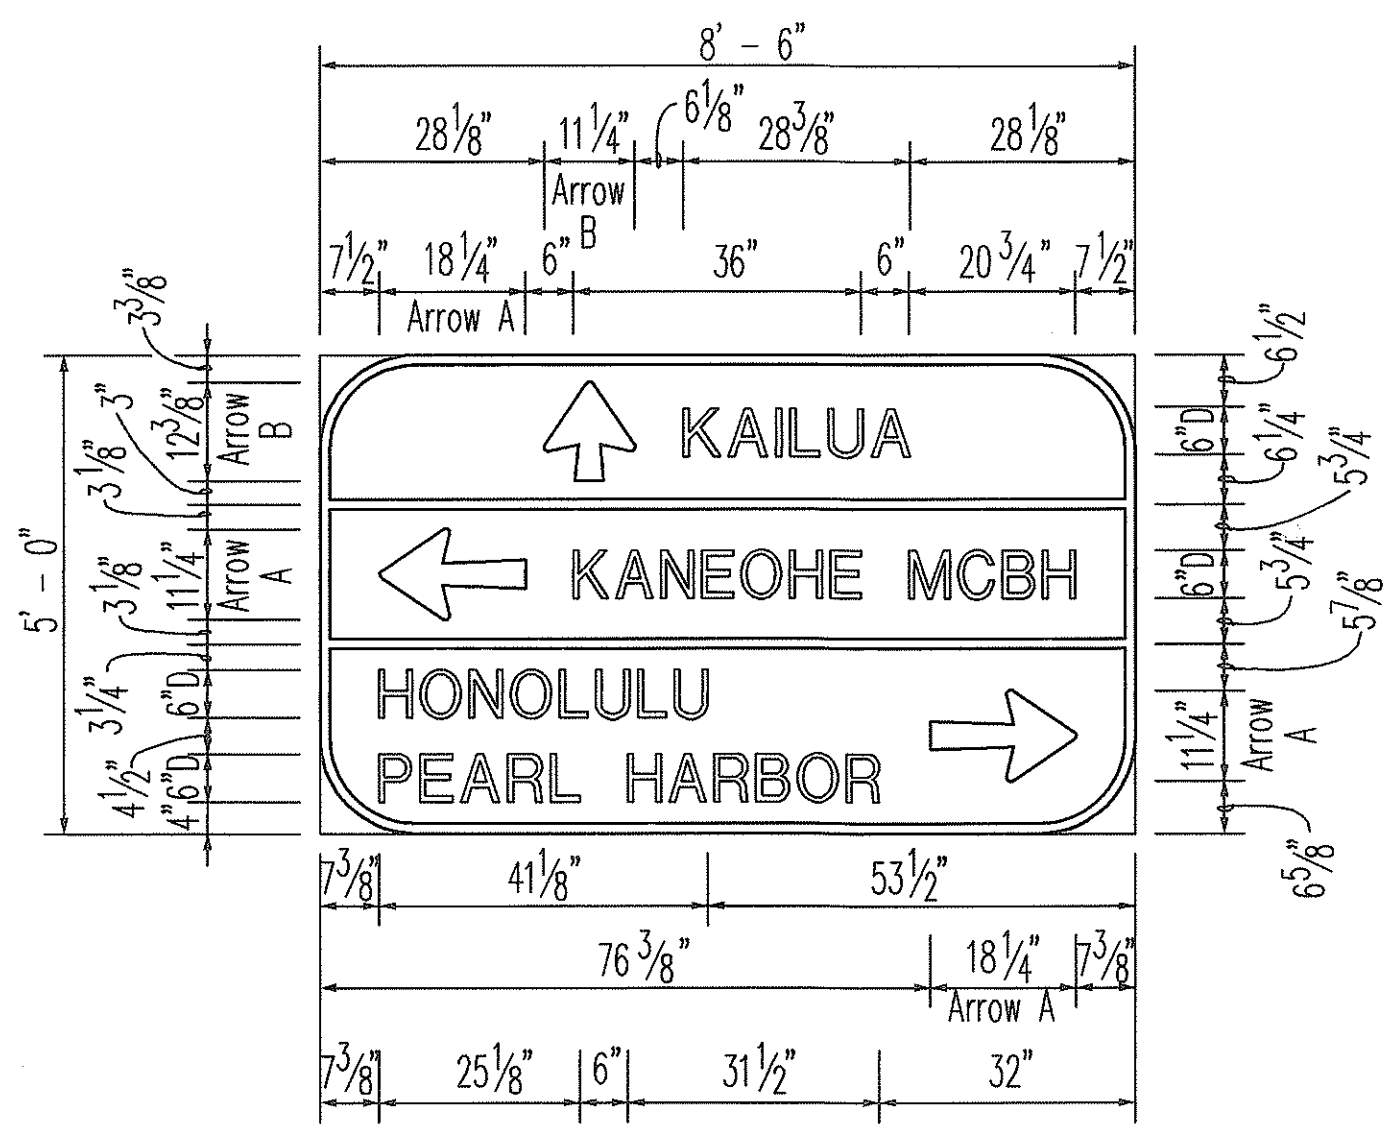 8' - 6"
28 1/8" 11 1/4" 6 1/8" 28 3/8" 28 1/8"
Arrow
B
7 1/2" 18 1/4" 6" 36" 6" 20 3/4" 7 1/2"
Arrow A
5' - 0"
3 3/8"
12 3/8"
Arrow
B
3"
3 1/8"
11 1/4"
Arrow
A
3 1/8"
3 1/4"
6"D
4 1/2"
6"D
4"
KAILUA
KANEOHE MCBH
HONOLULU
PEARL HARBOR
6 1/2"
6"D
6 1/4"
5 3/4"
6"D
5 3/4"
5 7/8"
11 1/4"
Arrow
A
6 5/8"
7 3/8" 41 1/8" 53 1/2"
76 3/8" 18 1/4" 7 3/8"
Arrow A
7 3/8" 25 1/8" 6" 31 1/2" 32"